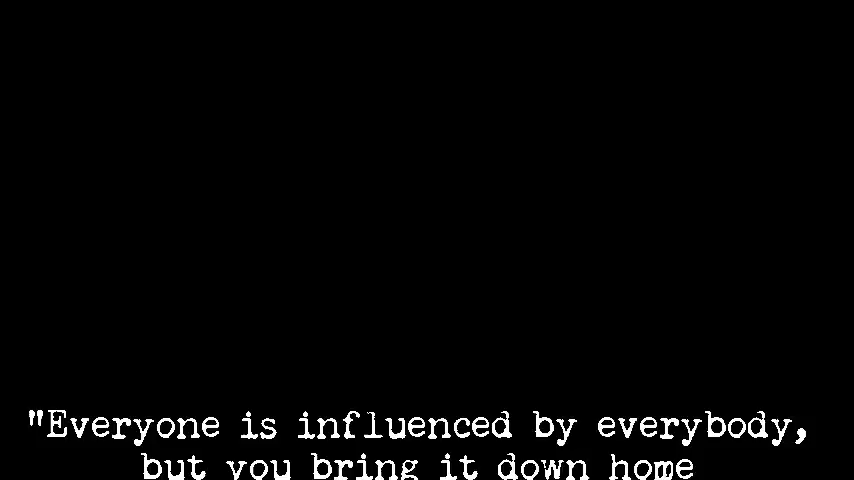 "Everyone is influenced by everybody,
but you bring it down home